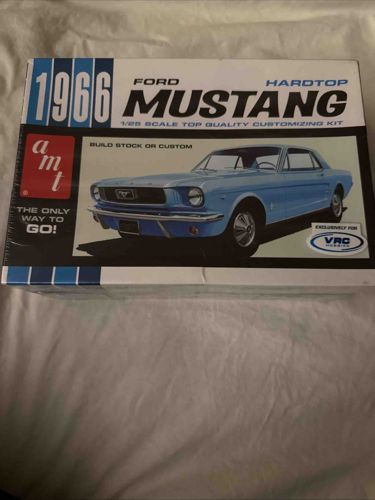 1966
FORD
HARDTOP
MUSTANG
1/25 SCALE TOP QUALITY CUSTOMIZING KIT
amt
®
BUILD STOCK OR CUSTOM
THE ONLY
WAY TO
GO!
EXCLUSIVELY FOR
VRC
HOBBIES